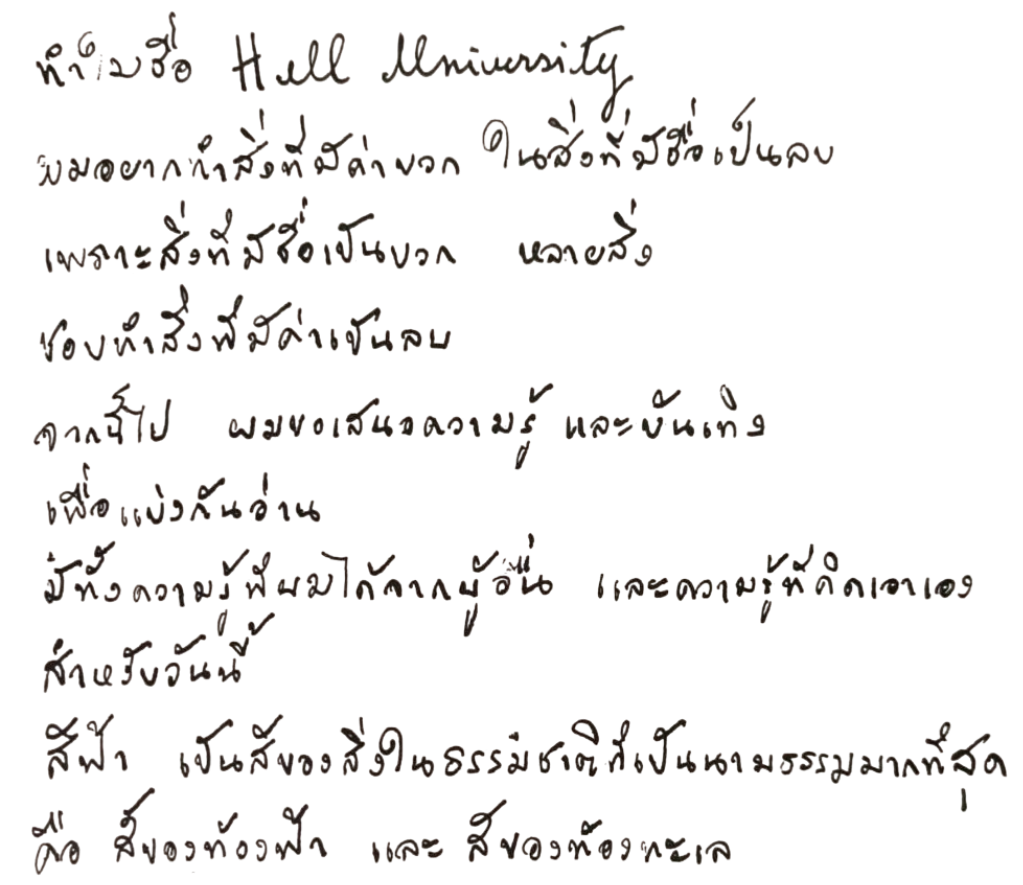 ทำไมชื่อ Hell University
ผมอยากทำสิ่งที่มีค่าบวก ในสิ่งที่มีชื่อเป็นลบ
เพราะสิ่งที่มีชื่อเป็นบวก หลายสิ่ง
ชอบทำสิ่งที่มีค่าเป็นลบ
จากนี้ไป ผมขอเสนอความรู้ และบันเทิง
เพื่อแบ่งกันอ่าน
มีทั้งความรู้ที่ผมได้จากผู้อื่น และความรู้ที่คิดเอาเอง
สำหรับวันนี้
สีฟ้า เป็นสีของสิ่งในธรรมชาติที่เป็นนามธรรมมากที่สุด
คือ สีของท้องฟ้า และ สีของท้องทะเล